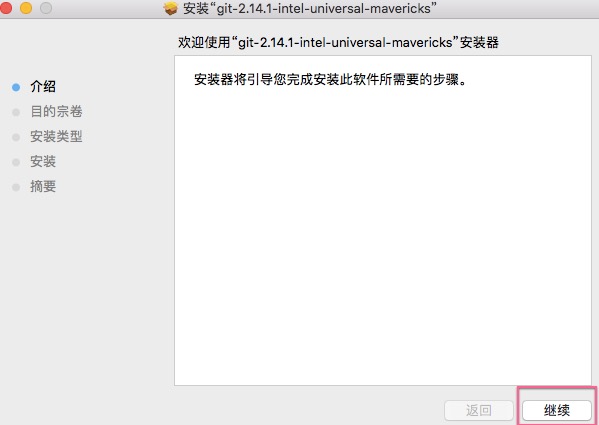 安装“git-2.14.1-intel-universal-mavericks”
欢迎使用“git-2.14.1-intel-universal-mavericks”安装器
介绍
目的宗卷
安装类型
安装
摘要
安装器将引导您完成安装此软件所需要的步骤。
返回
继续